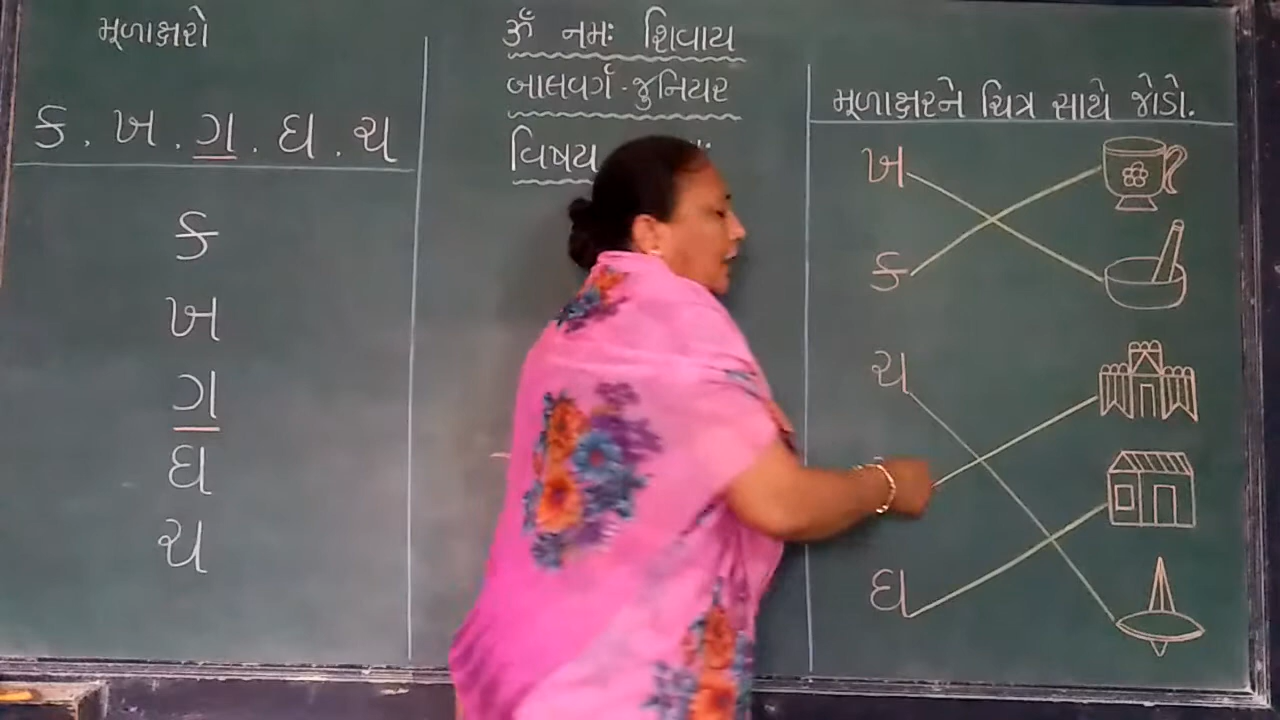 મૂળાક્ષરો
ક . ખ . ગ . ઘ . ચ
ક
ખ
ગ
ઘ
ચ
ૐ નમઃ શિવાય
બાલવર્ગ - જુનિયર
વિષય
મૂળાક્ષરને ચિત્ર સાથે જોડો.
ખ
ક
ચ
ઘ